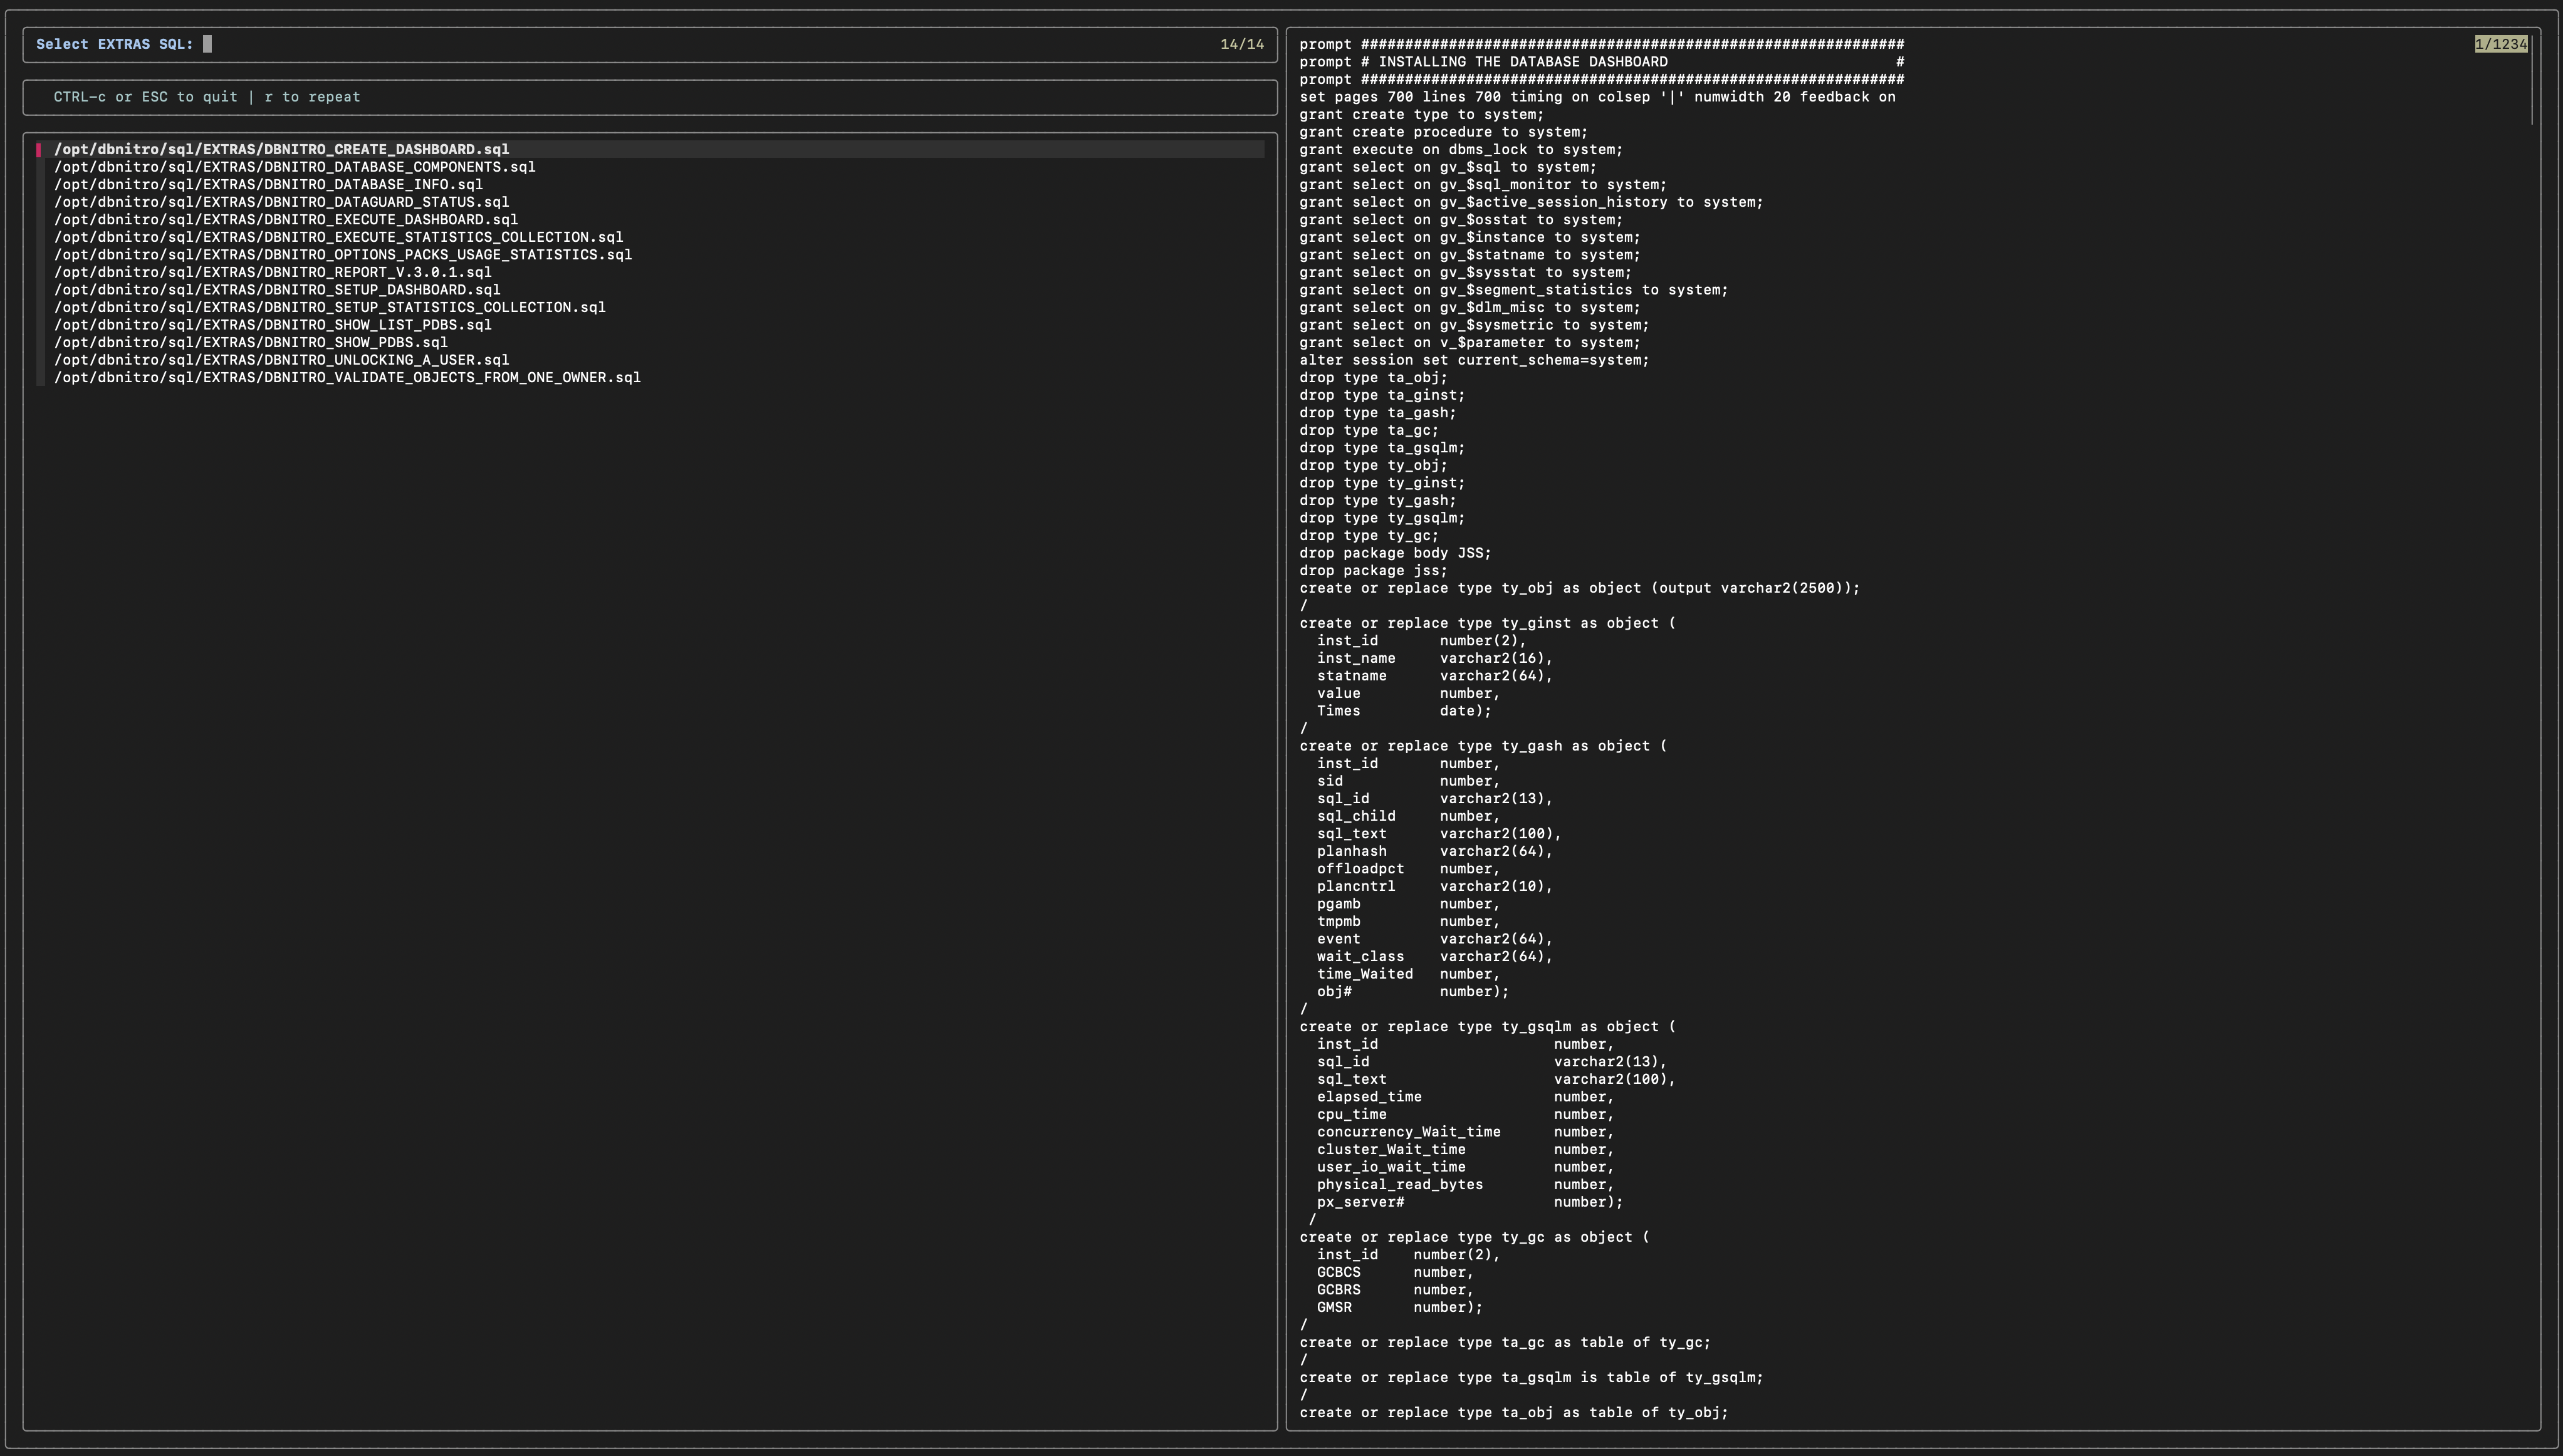 Select EXTRAS SQL:
14/14
CTRL-c or ESC to quit | r to repeat
/opt/dbnitro/sql/EXTRAS/DBNITRO_CREATE_DASHBOARD.sql
/opt/dbnitro/sql/EXTRAS/DBNITRO_DATABASE_COMPONENTS.sql
/opt/dbnitro/sql/EXTRAS/DBNITRO_DATABASE_INFO.sql
/opt/dbnitro/sql/EXTRAS/DBNITRO_DATAGUARD_STATUS.sql
/opt/dbnitro/sql/EXTRAS/DBNITRO_EXECUTE_DASHBOARD.sql
/opt/dbnitro/sql/EXTRAS/DBNITRO_EXECUTE_STATISTICS_COLLECTION.sql
/opt/dbnitro/sql/EXTRAS/DBNITRO_OPTIONS_PACKS_USAGE_STATISTICS.sql
/opt/dbnitro/sql/EXTRAS/DBNITRO_REPORT_V.3.0.1.sql
/opt/dbnitro/sql/EXTRAS/DBNITRO_SETUP_DASHBOARD.sql
/opt/dbnitro/sql/EXTRAS/DBNITRO_SETUP_STATISTICS_COLLECTION.sql
/opt/dbnitro/sql/EXTRAS/DBNITRO_SHOW_LIST_PDBS.sql
/opt/dbnitro/sql/EXTRAS/DBNITRO_SHOW_PDBS.sql
/opt/dbnitro/sql/EXTRAS/DBNITRO_UNLOCKING_A_USER.sql
/opt/dbnitro/sql/EXTRAS/DBNITRO_VALIDATE_OBJECTS_FROM_ONE_OWNER.sql
1/1234
prompt ##############################################################
prompt # INSTALLING THE DATABASE DASHBOARD                          #
prompt ##############################################################
set pages 700 lines 700 timing on colsep '|' numwidth 20 feedback on
grant create type to system;
grant create procedure to system;
grant execute on dbms_lock to system;
grant select on gv_$sql to system;
grant select on gv_$sql_monitor to system;
grant select on gv_$active_session_history to system;
grant select on gv_$osstat to system;
grant select on gv_$instance to system;
grant select on gv_$statname to system;
grant select on gv_$sysstat to system;
grant select on gv_$segment_statistics to system;
grant select on gv_$dlm_misc to system;
grant select on gv_$sysmetric to system;
grant select on v_$parameter to system;
alter session set current_schema=system;
drop type ta_obj;
drop type ta_ginst;
drop type ta_gash;
drop type ta_gc;
drop type ta_gsqlm;
drop type ty_obj;
drop type ty_ginst;
drop type ty_gash;
drop type ty_gsqlm;
drop type ty_gc;
drop package body JSS;
drop package jss;
create or replace type ty_obj as object (output varchar2(2500));
/
create or replace type ty_ginst as object (
  inst_id       number(2),
  inst_name     varchar2(16),
  statname      varchar2(64),
  value         number,
  Times         date);
/
create or replace type ty_gash as object (
  inst_id       number,
  sid           number,
  sql_id        varchar2(13),
  sql_child     number,
  sql_text      varchar2(100),
  planhash      varchar2(64),
  offloadpct    number,
  plancntrl     varchar2(10),
  pgamb         number,
  tmpmb         number,
  event         varchar2(64),
  wait_class    varchar2(64),
  time_Waited   number,
  obj#          number);
/
create or replace type ty_gsqlm as object (
  inst_id                    number,
  sql_id                     varchar2(13),
  sql_text                   varchar2(100),
  elapsed_time               number,
  cpu_time                   number,
  concurrency_Wait_time      number,
  cluster_Wait_time          number,
  user_io_wait_time          number,
  physical_read_bytes        number,
  px_server#                 number);
 /
create or replace type ty_gc as object (
  inst_id    number(2),
  GCBCS      number,
  GCBRS      number,
  GMSR       number);
/
create or replace type ta_gc as table of ty_gc;
/
create or replace type ta_gsqlm is table of ty_gsqlm;
/
create or replace type ta_obj as table of ty_obj;